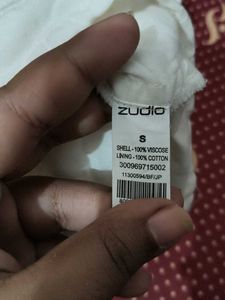 ZUDIO
S
SHELL - 100% VISCOSE
LINING - 100% COTTON
300969715002
11300594/BF/JP